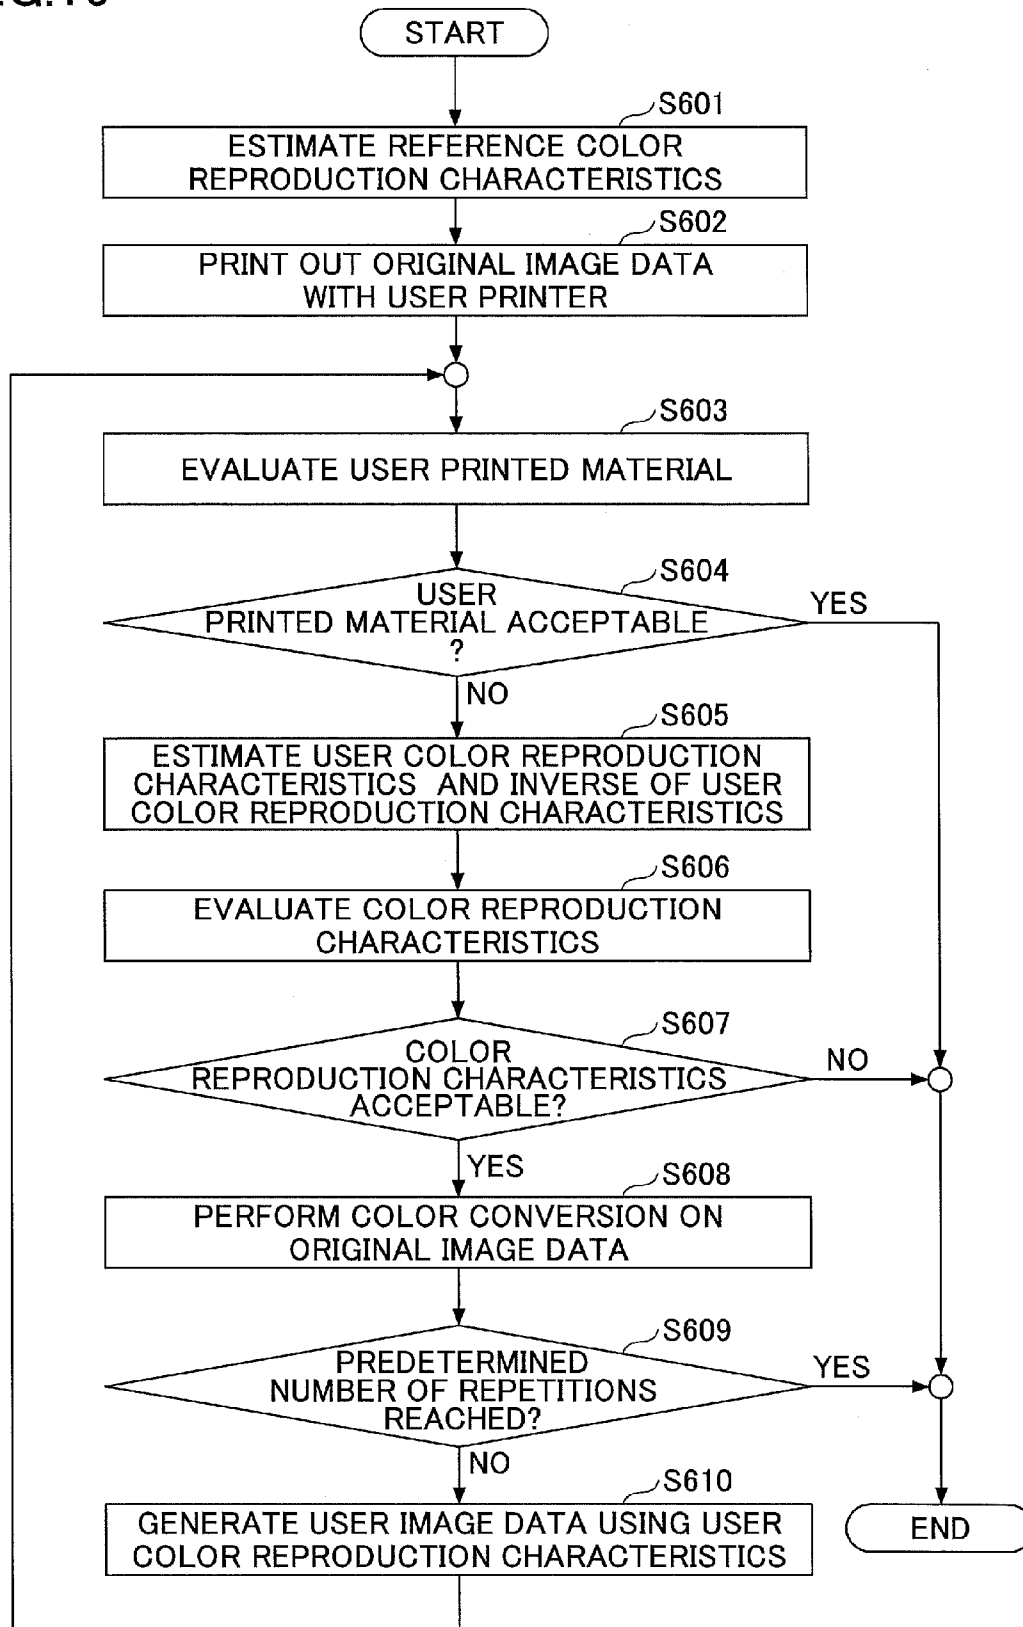 START
S601
ESTIMATE REFERENCE COLOR
REPRODUCTION CHARACTERISTICS
S602
PRINT OUT ORIGINAL IMAGE DATA
WITH USER PRINTER
S603
EVALUATE USER PRINTED MATERIAL
S604
USER
PRINTED MATERIAL ACCEPTABLE
?
YES
NO
S605
ESTIMATE USER COLOR REPRODUCTION
CHARACTERISTICS AND INVERSE OF USER
COLOR REPRODUCTION CHARACTERISTICS
S606
EVALUATE COLOR REPRODUCTION
CHARACTERISTICS
S607
COLOR
REPRODUCTION CHARACTERISTICS
ACCEPTABLE?
NO
YES
S608
PERFORM COLOR CONVERSION ON
ORIGINAL IMAGE DATA
S609
PREDETERMINED
NUMBER OF REPETITIONS
REACHED?
YES
NO
S610
GENERATE USER IMAGE DATA USING USER
COLOR REPRODUCTION CHARACTERISTICS
END